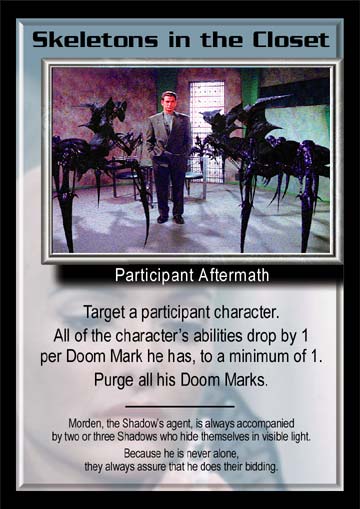 Skeletons in the Closet
Participant Aftermath
Target a participant character.
All of the character's abilities drop by 1
per Doom Mark he has, to a minimum of 1.
Purge all his Doom Marks.
Morden, the Shadow's agent, is always accompanied
by two or three Shadows who hide themselves in visible light.
Because he is never alone,
they always assure that he does their bidding.